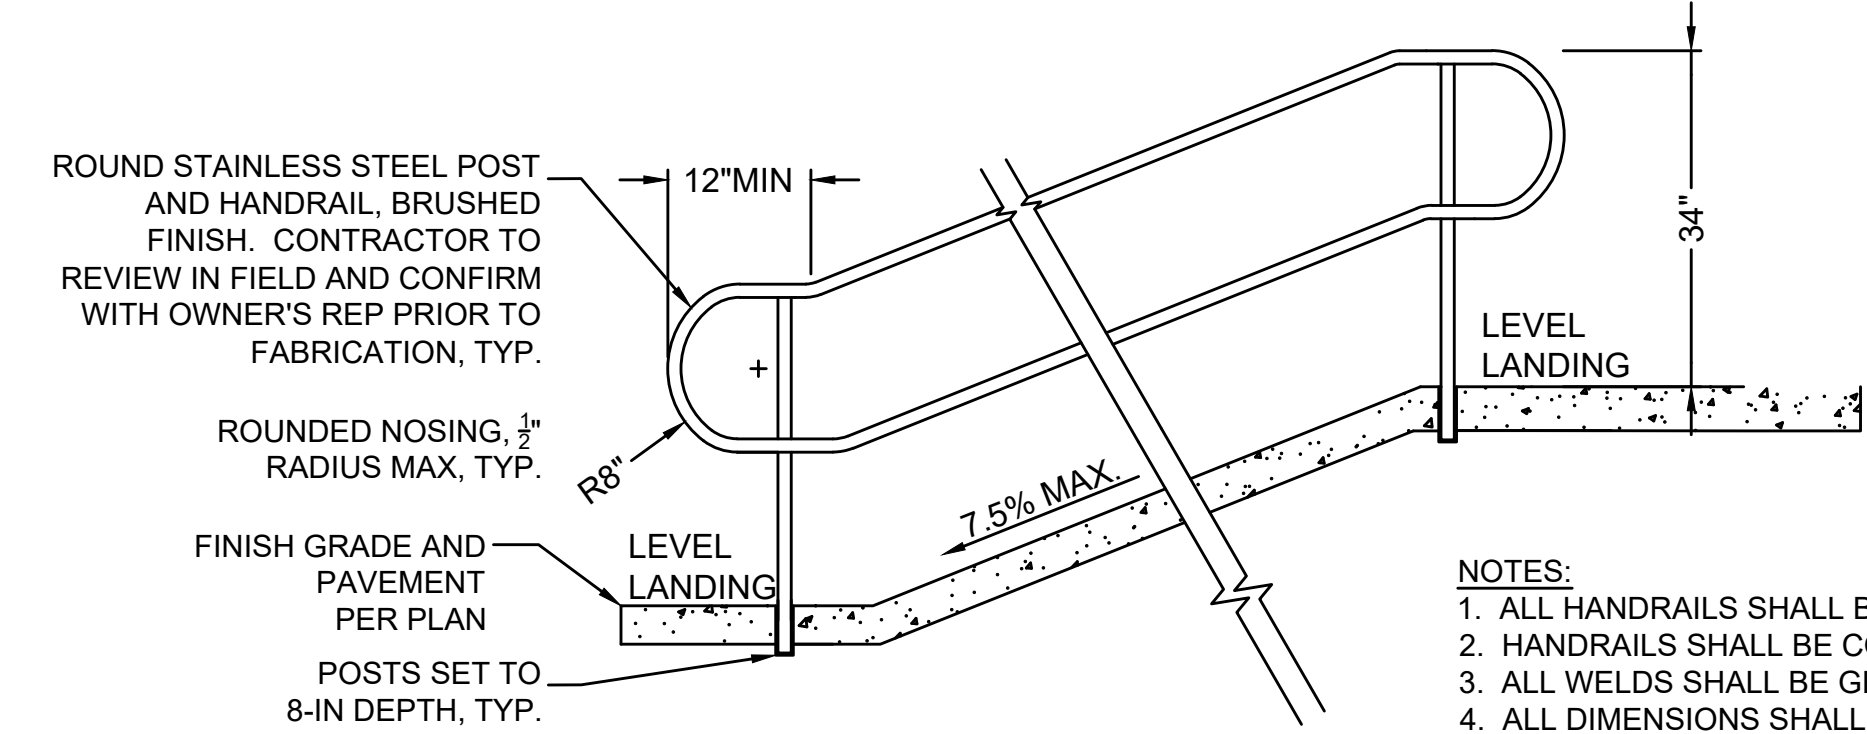 ROUND STAINLESS STEEL POST
AND HANDRAIL, BRUSHED
FINISH. CONTRACTOR TO
REVIEW IN FIELD AND CONFIRM
WITH OWNER'S REP PRIOR TO
FABRICATION, TYP.
12"MIN
34"
LEVEL
LANDING
ROUNDED NOSING, 1/2"
RADIUS MAX, TYP.
R8"
7.5% MAX.
FINISH GRADE AND
PAVEMENT
PER PLAN
LEVEL
LANDING
POSTS SET TO
8-IN DEPTH, TYP.
NOTES:
1. ALL HANDRAILS SHALL
2. HANDRAILS SHALL BE
3. ALL WELDS SHALL BE
4. ALL DIMENSIONS SHALL